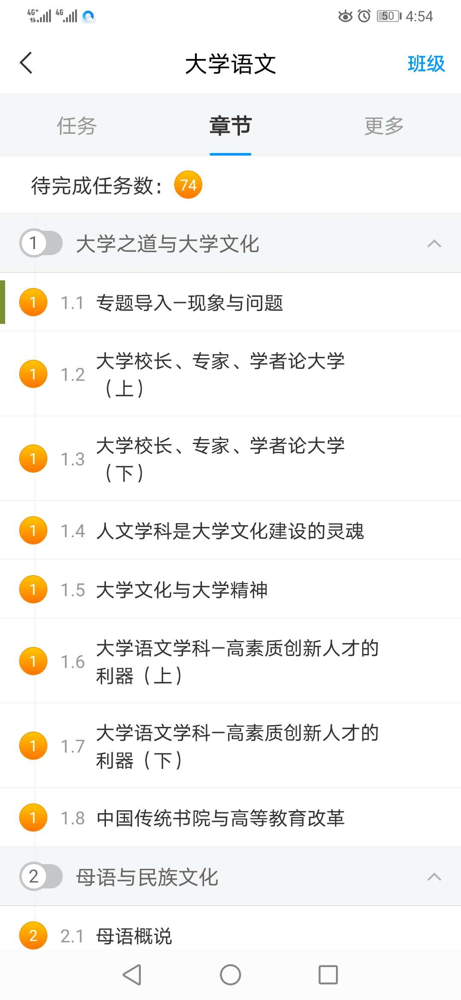 4G+ 4G 50 4:54
大学语文 班级
任务 章节 更多
待完成任务数: 74
1 大学之道与大学文化
1 1.1 专题导入—现象与问题
1 1.2 大学校长、专家、学者论大学
（上）
1 1.3 大学校长、专家、学者论大学
（下）
1 1.4 人文学科是大学文化建设的灵魂
1 1.5 大学文化与大学精神
1 1.6 大学语文学科—高素质创新人才的
利器（上）
1 1.7 大学语文学科—高素质创新人才的
利器（下）
1 1.8 中国传统书院与高等教育改革
2 母语与民族文化
2 2.1 母语概说